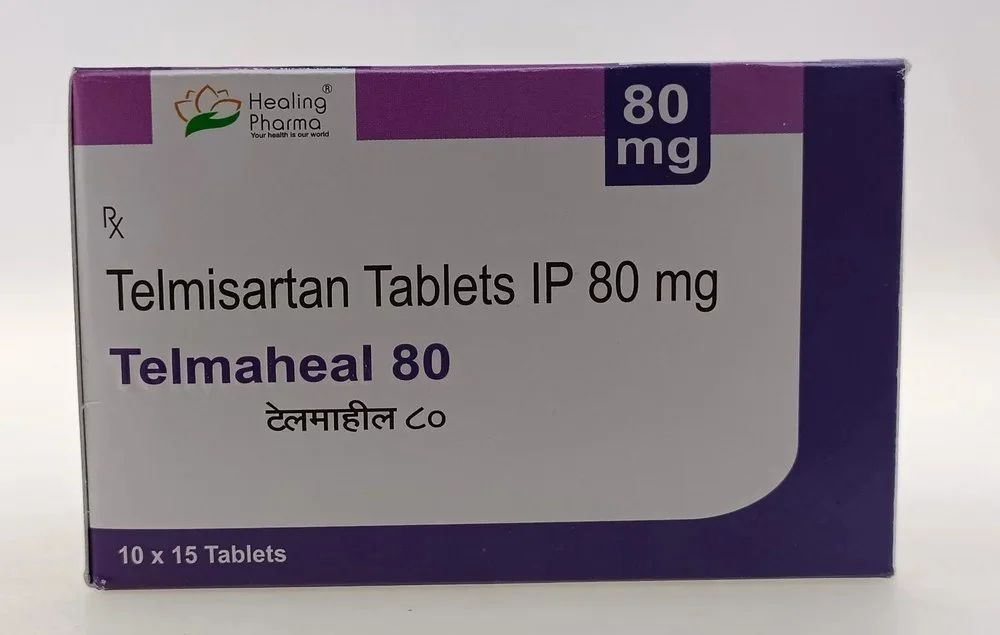 Healing
Pharma
®
Your health is our world
80
mg
Rx
Telmisartan Tablets IP 80 mg
Telmaheal 80
टेलमाहील ८०
10 x 15 Tablets